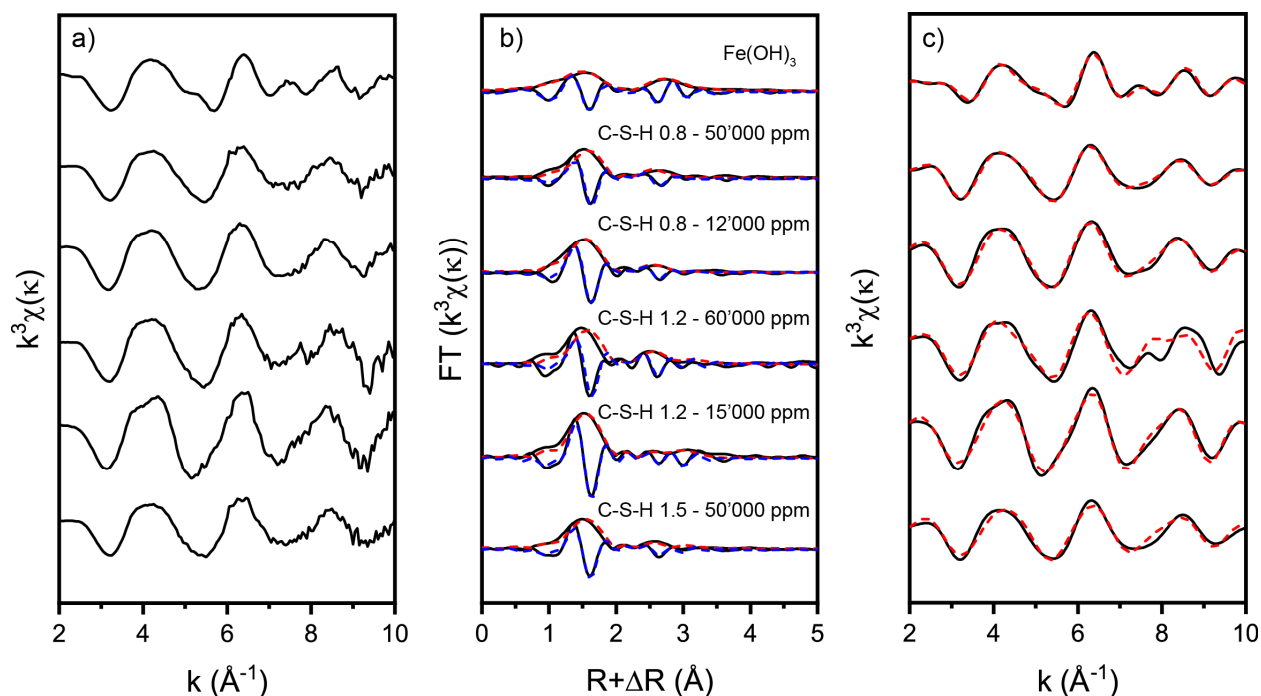 a)
k³χ(κ)
2 4 6 8 10
k (Å⁻¹)
b)
Fe(OH)₃
C-S-H 0.8 - 50'000 ppm
C-S-H 0.8 - 12'000 ppm
C-S-H 1.2 - 60'000 ppm
C-S-H 1.2 - 15'000 ppm
C-S-H 1.5 - 50'000 ppm
FT (k³χ(κ))
0 1 2 3 4 5
R+ΔR (Å)
c)
k³χ(κ)
2 4 6 8 10
k (Å⁻¹)